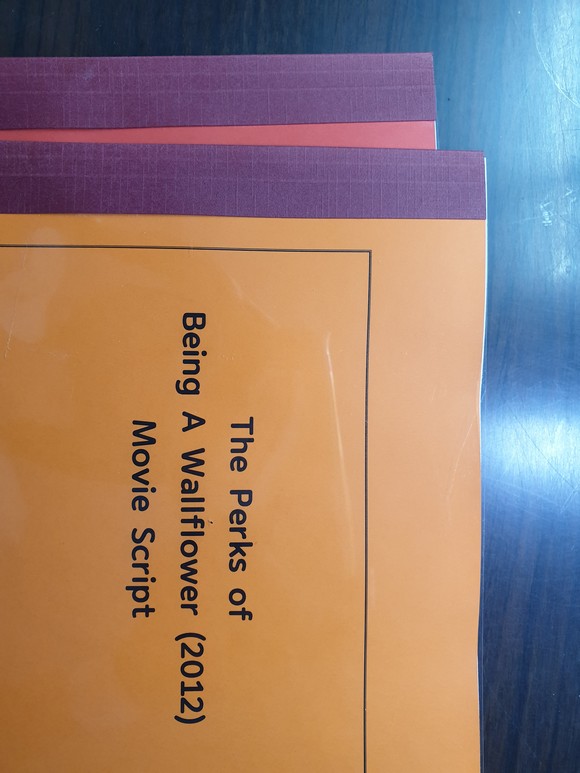 The Perks of
Being A Wallflower (2012)
Movie Script